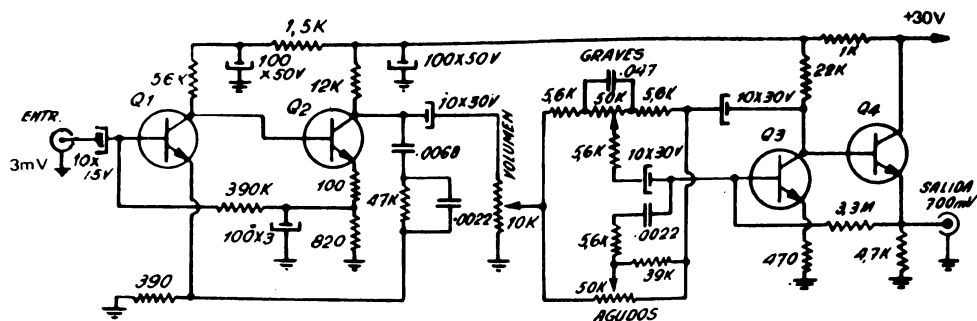 +30V
1,5K
100
x50V
100x50V
1K
56K
12K
22K
GRAVES
.047
5,6K
50K
5,6K
Q1
Q2
10x30V
10x30V
Q3
Q4
ENTR.
3mV
10x
15V
VOLUMEN
.0068
5,6K
10x30V
390K
100
47K
.0022
10K
100x3
820
5,6K
.0022
39K
3,3M
SALIDA
700mV
470
4,7K
390
50K
AGUDOS